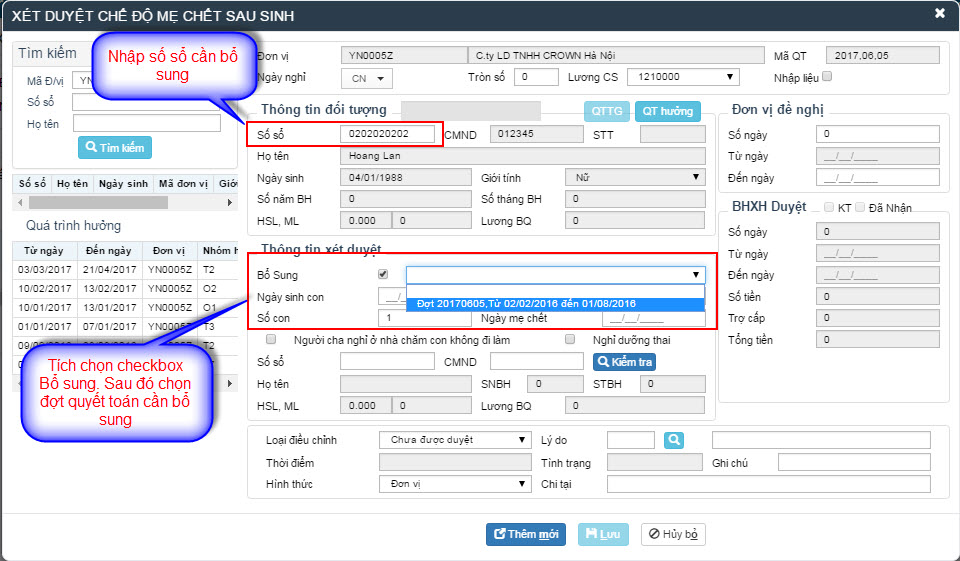 XÉT DUYỆT CHẾ ĐỘ MẸ CHẾT SAU SINH
Tìm kiếm
Mã Đ/vị YN
Số sổ
Họ tên
Tìm kiếm
Số sổ Họ tên Ngày sinh Mã đơn vị Giới
Quá trình hưởng
Từ ngày Đến ngày Đơn vị Nhóm h
03/03/2017 21/04/2017 YN0005Z T2
10/02/2017 13/02/2017 YN0005Z O2
10/01/2017 13/01/2017 YN0005Z O1
01/01/2017 07/01/2017 YN0005Z T3
Nhập số sổ cần bổ
sung
Tích chọn checkbox
Bổ sung. Sau đó chọn
đợt quyết toán cần bổ
sung
Đơn vị YN0005Z C.ty LD TNHH CROWN Hà Nội Mã QT 2017,06,05
Ngày nghỉ CN Tròn số 0 Lương CS 1210000 Nhập liệu
Thông tin đối tượng QTTG QT hưởng
Số sổ 0202020202 CMND 012345 STT
Họ tên Hoang Lan
Ngày sinh 04/01/1988 Giới tính Nữ
Số năm BH 0 Số tháng BH 0
HSL, ML 0.000 0 Lương BQ 0
Thông tin xét duyệt
Bổ Sung
Đợt 20170605,Từ 02/02/2016 đến 01/08/2016
Ngày sinh con __/_
Số con 1 Ngày mẹ chết __/__/____
Người cha nghỉ ở nhà chăm con không đi làm Nghỉ dưỡng thai
Số sổ CMND Kiểm tra
Họ tên SNBH 0 STBH 0
HSL, ML 0.000 0 Lương BQ 0
Đơn vị đề nghị
Số ngày 0
Từ ngày __/__/____
Đến ngày __/__/____
BHXH Duyệt KT Đã Nhận
Số ngày 0
Từ ngày __/__/____
Đến ngày __/__/____
Số tiền 0
Trợ cấp 0
Tổng tiền 0
Loại điều chỉnh Chưa được duyệt Lý do
Thời điểm Tình trạng Ghi chú
Hình thức Đơn vị Chi tại
Thêm mới Lưu Hủy bỏ